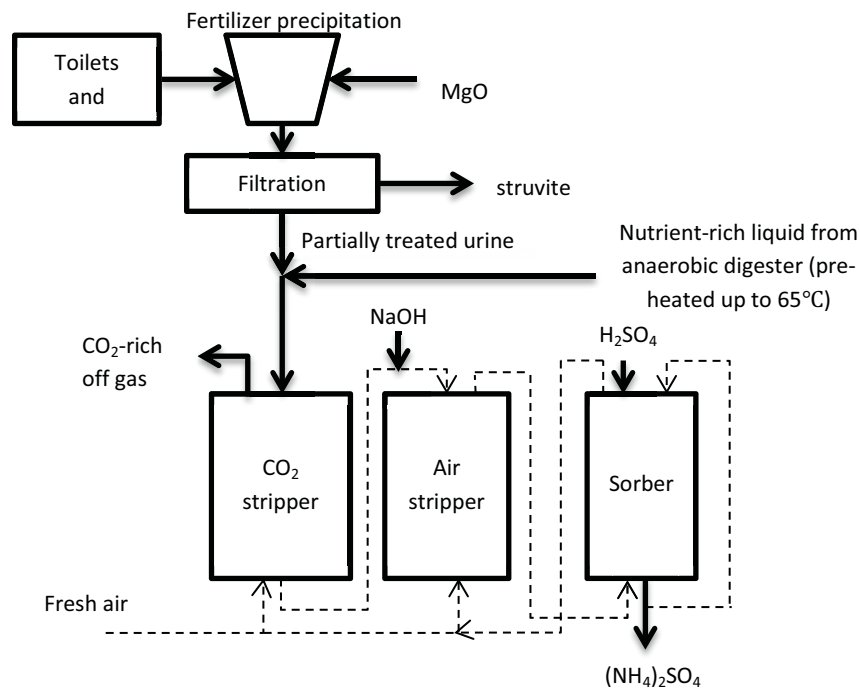 Fertilizer precipitation
Toilets
and
MgO
Filtration
struvite
Partially treated urine
Nutrient-rich liquid from
anaerobic digester (pre-
heated up to 65℃)
NaOH
H₂SO₄
CO₂-rich
off gas
CO₂
stripper
Air
stripper
Sorber
Fresh air
(NH₄)₂SO₄